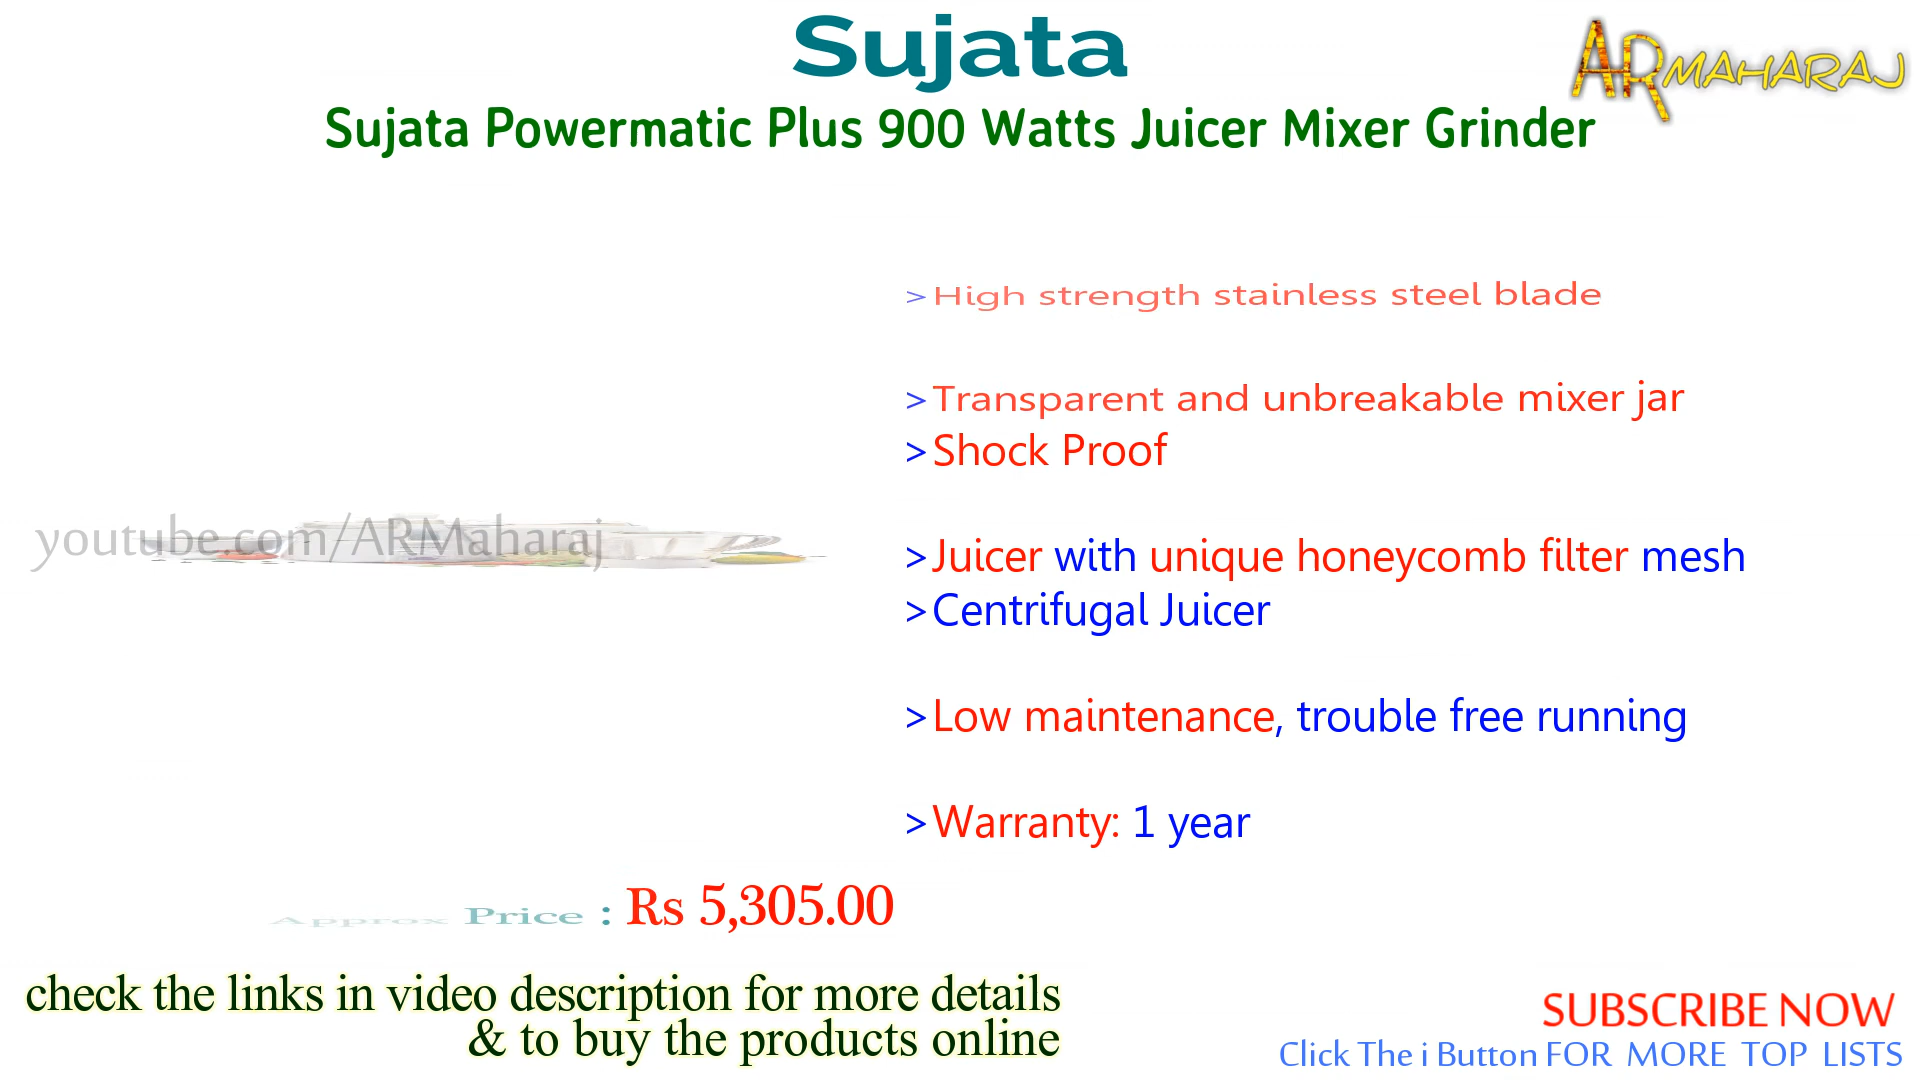 Sujata
ARMAHARAJ
Sujata Powermatic Plus 900 Watts Juicer Mixer Grinder
>High strength stainless steel blade
>Transparent and unbreakable mixer jar
>Shock Proof
youtube.com/ARMaharaj
>Juicer with unique honeycomb filter mesh
>Centrifugal Juicer
>Low maintenance, trouble free running
>Warranty: 1 year
Approx Price : Rs 5,305.00
check the links in video description for more details
& to buy the products online
SUBSCRIBE NOW
Click The i Button FOR MORE TOP LISTS